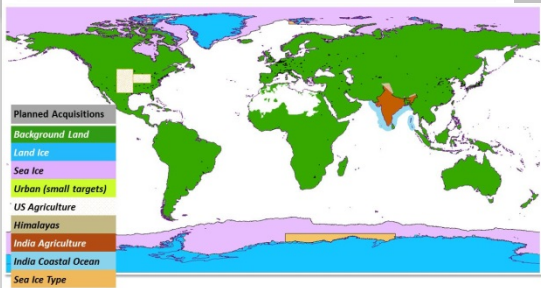 Planned Acquisitions
Background Land
Land Ice
Sea Ice
Urban (small targets)
US Agriculture
Himalayas
India Agriculture
India Coastal Ocean
Sea Ice Type